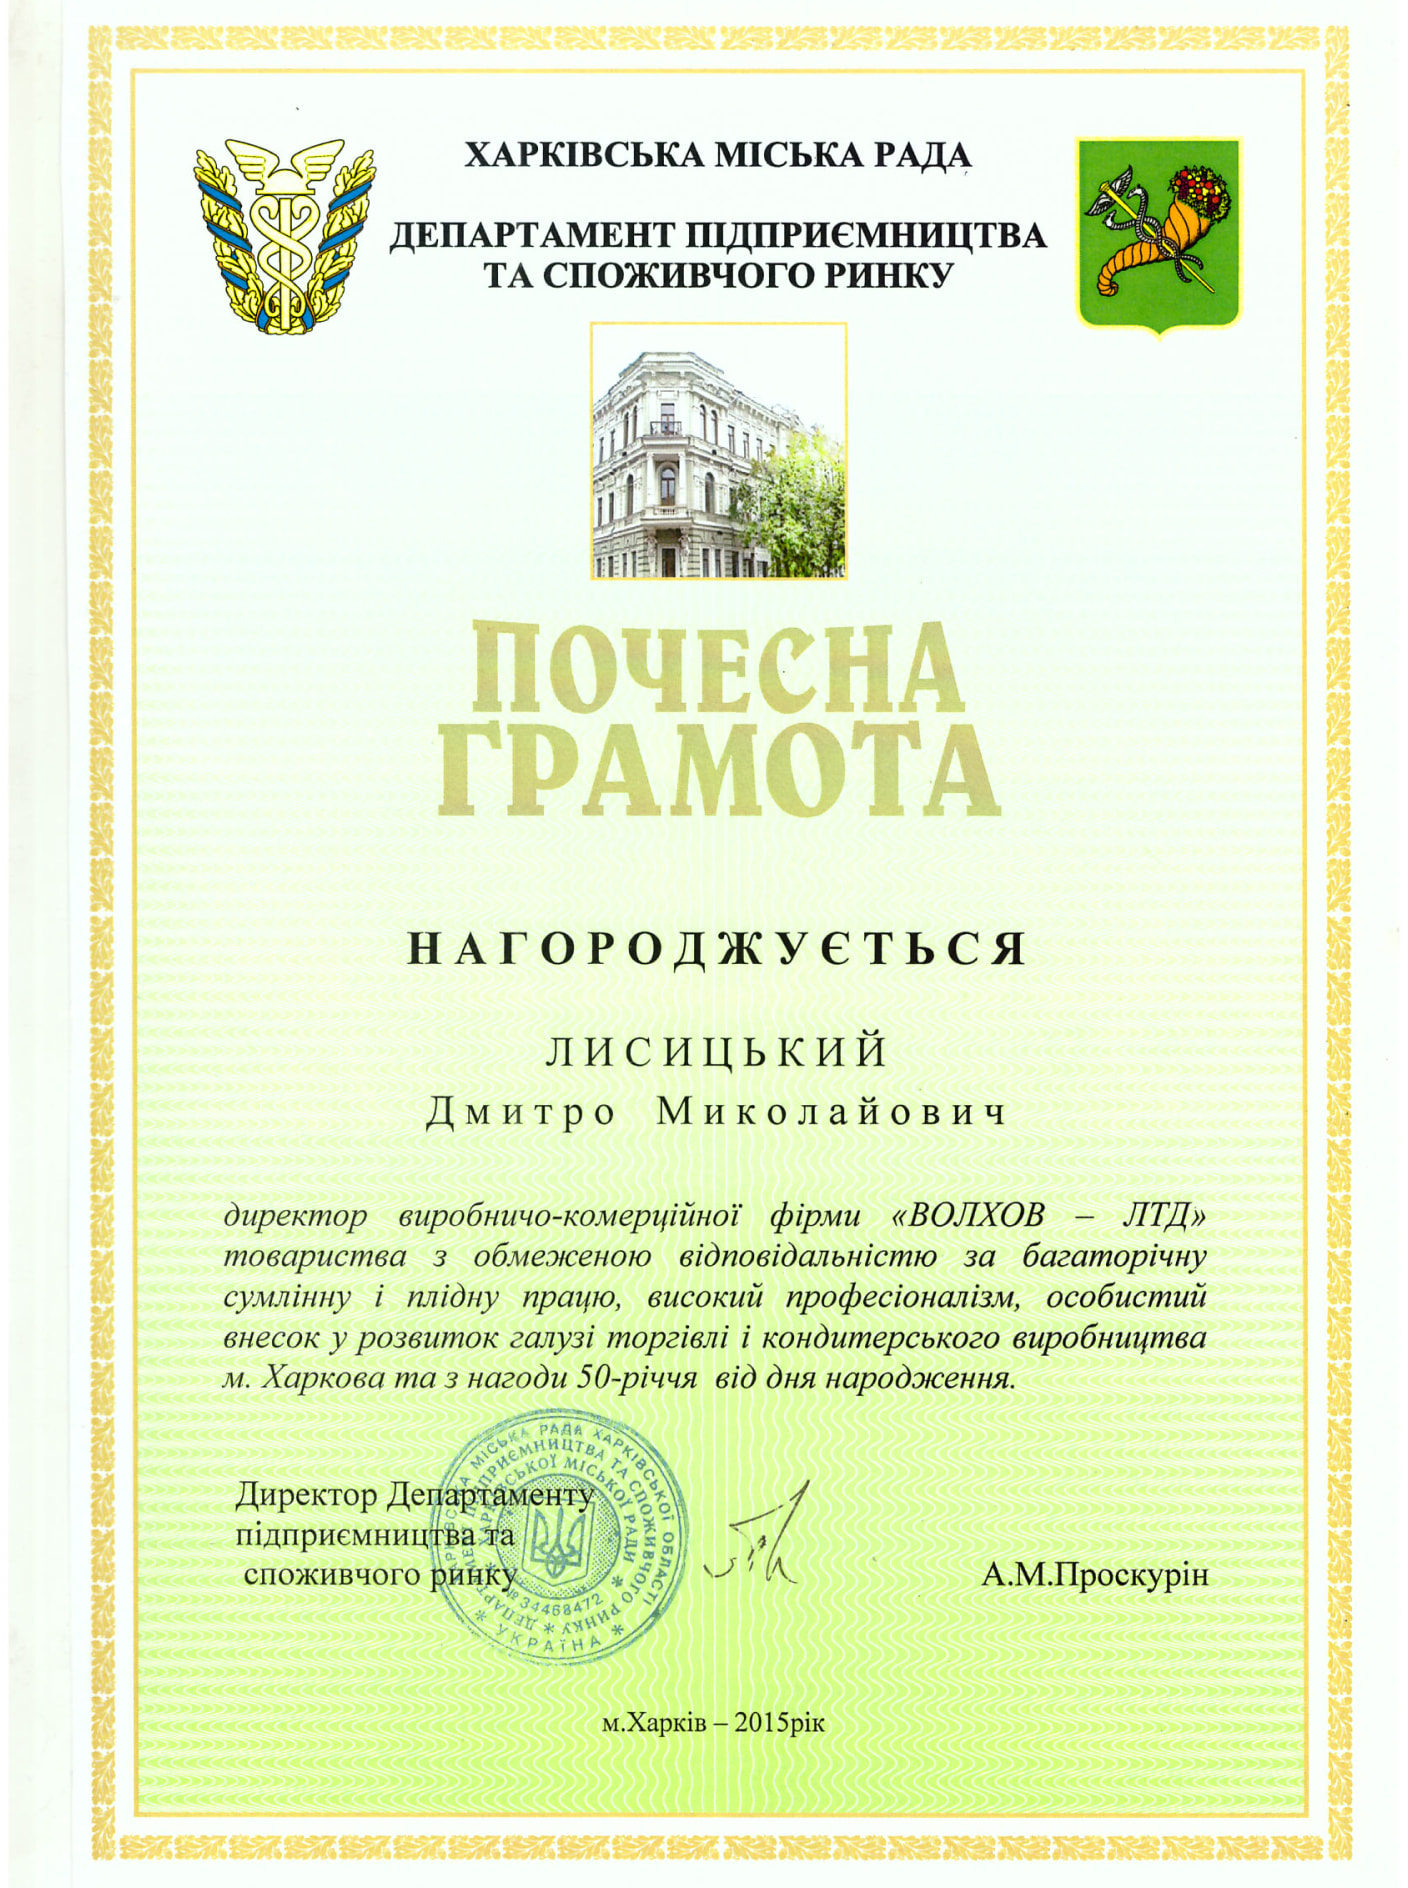 ХАРКІВСЬКА МІСЬКА РАДА
ДЕПАРТАМЕНТ ПІДПРИЄМНИЦТВА
ТА СПОЖИВЧОГО РИНКУ
ПОЧЕСНА
ГРАМОТА
НАГОРОДЖУЄТЬСЯ
ЛИСИЦЬКИЙ
Дмитро Миколайович
директор виробничо-комерційної фірми «ВОЛХОВ – ЛТД»
товариства з обмеженою відповідальністю за багаторічну
сумлінну і плідну працю, високий професіоналізм, особистий
внесок у розвиток галузі торгівлі і кондитерського виробництва
м. Харкова та з нагоди 50-річчя від дня народження.
Директор Департаменту
підприємництва та
споживчого ринку
А.М.Проскурін
ХАРКІВСЬКА МІСЬКА РАДА ХАРКІВСЬКОЇ ОБЛАСТІ
* УКРАЇНА *
ДЕПАРТАМЕНТ ПІДПРИЄМНИЦТВА ТА СПОЖИВЧОГО РИНКУ *
ХАРКІВСЬКОЇ МІСЬКОЇ РАДИ *
№ 34468472
м.Харків – 2015рік